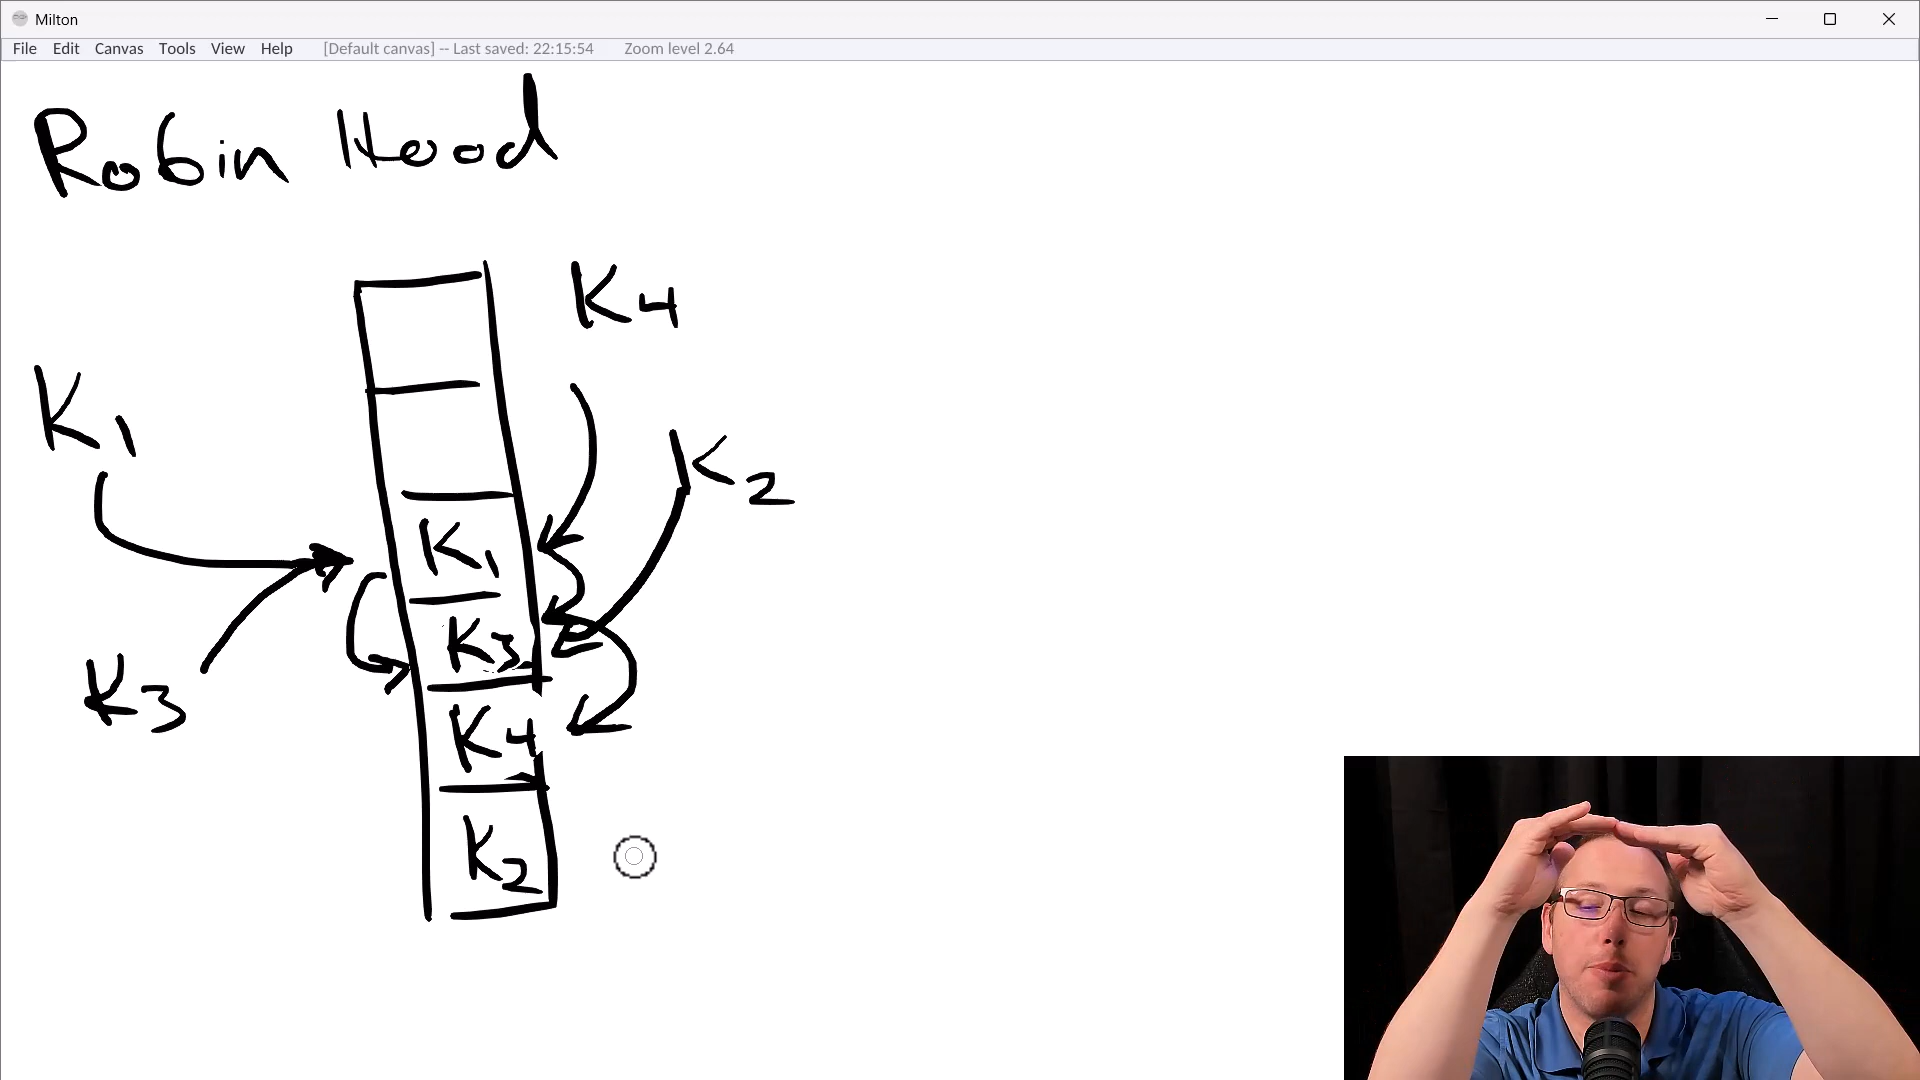 Milton
File Edit Canvas Tools View Help [Default canvas] -- Last saved: 22:15:54 Zoom level 2.64
Robin Hood
K4
K1
K2
K1
K3
K3
K4
K2